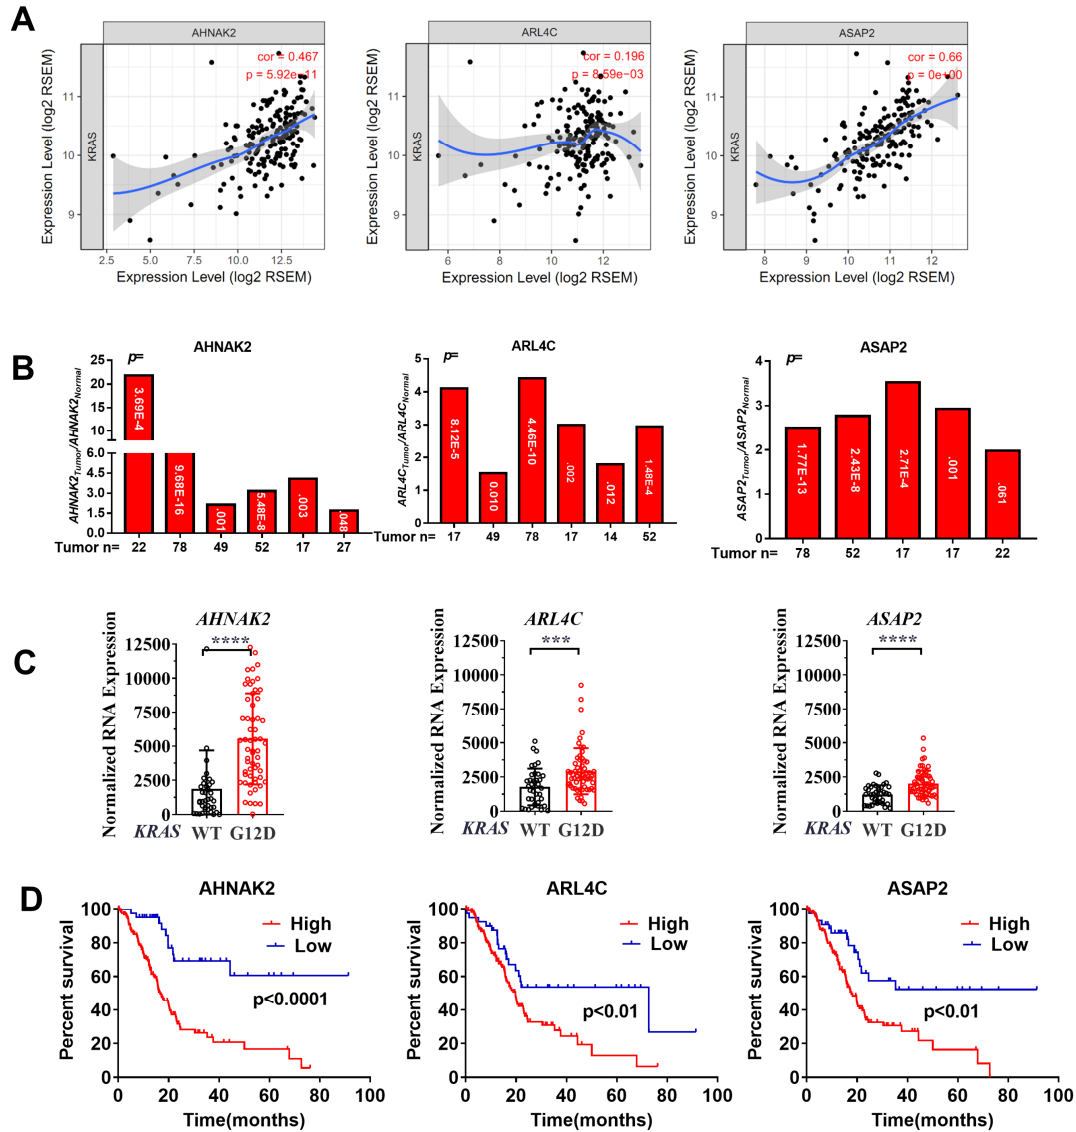 A
AHNAK2
ARL4C
ASAP2
cor = 0.467
p = 5.92e−11
cor = 0.196
p = 8.59e−03
cor = 0.66
p = 0e+00
KRAS
KRAS
KRAS
Expression Level (log2 RSEM)
Expression Level (log2 RSEM)
Expression Level (log2 RSEM)
11
10
9
11
10
9
11
10
9
2.5 5.0 7.5 10.0 12.5
6 8 10 12
8 9 10 11 12
Expression Level (log2 RSEM)
Expression Level (log2 RSEM)
Expression Level (log2 RSEM)
B
AHNAK2
ARL4C
ASAP2
p=
p=
p=
AHNAK2Tumor/AHNAK2Normal
25
20
15
10
6.0
4.5
3.0
1.5
0.0
3.69E-4
9.68E-16
.001
5.48E-8
.003
.048
Tumor n= 22 78 49 52 17 27
ARL4CTumor/ARL4CNormal
5
4
3
2
1
0
8.12E-5
0.010
4.46E-10
.002
.012
1.48E-4
Tumor n= 17 49 78 17 14 52
ASAP2Tumor/ASAP2Normal
4
3
2
1
0
1.77E-13
2.43E-8
2.71E-4
.001
.061
Tumor n= 78 52 17 17 22
C
AHNAK2
ARL4C
ASAP2
****
***
****
Normalized RNA Expression
12500
10000
7500
5000
2500
0
KRAS WT G12D
Normalized RNA Expression
12500
10000
7500
5000
2500
0
KRAS WT G12D
Normalized RNA Expression
12500
10000
7500
5000
2500
0
KRAS WT G12D
D
AHNAK2
ARL4C
ASAP2
Percent survival
100
80
60
40
20
0
High
Low
p<0.0001
0 20 40 60 80 100
Time(months)
Percent survival
100
80
60
40
20
0
High
Low
p<0.01
0 20 40 60 80 100
Time(months)
Percent survival
100
80
60
40
20
0
High
Low
p<0.01
0 20 40 60 80 100
Time(months)